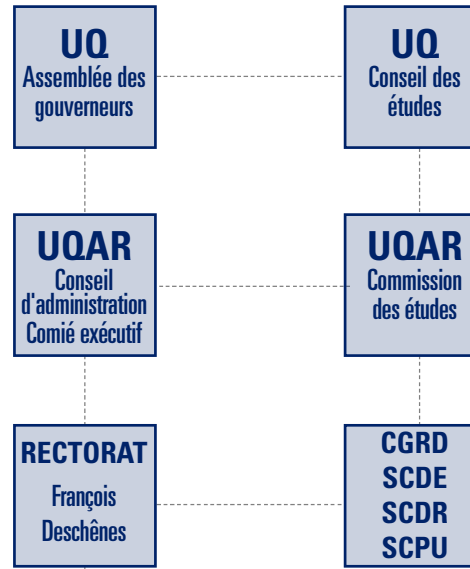 UQ
Assemblée des
gouverneurs
UQ
Conseil des
études
UQAR
Conseil
d'administration
Comié exécutif
UQAR
Commission
des études
RECTORAT
François
Deschênes
CGRD
SCDE
SCDR
SCPU